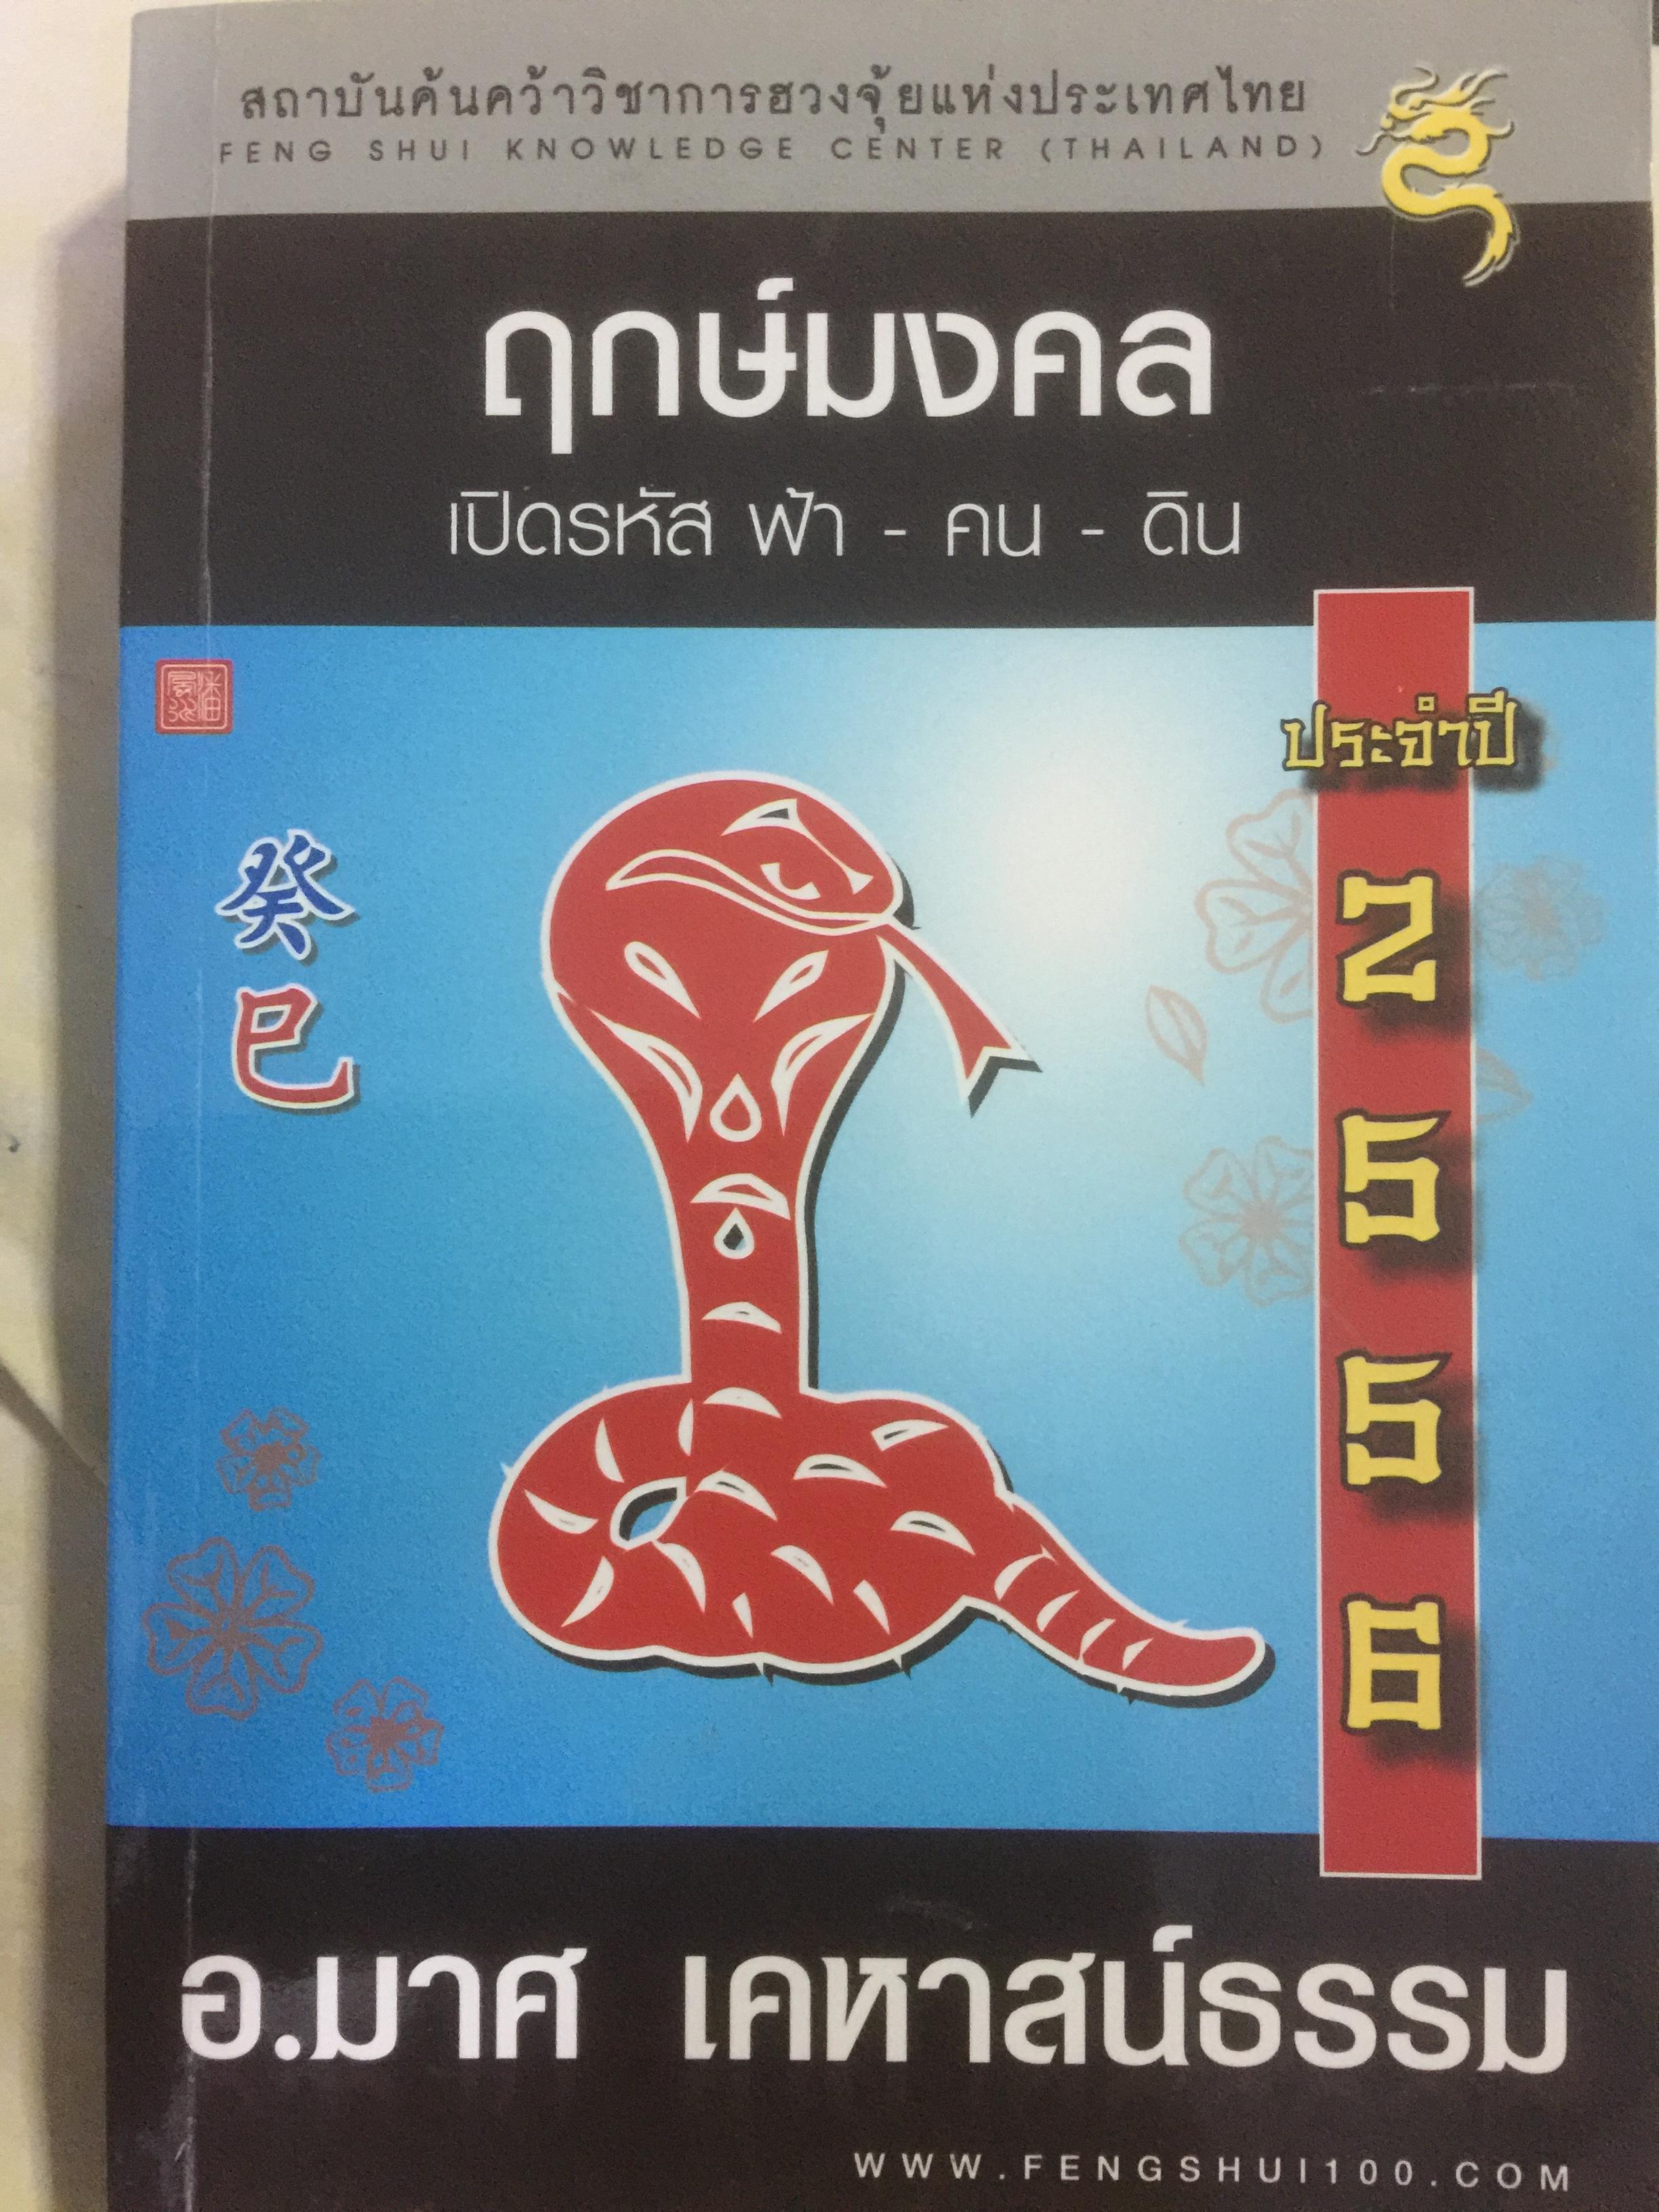 สถาบันค้นคว้าวิชาการฮวงจุ้ยแห่งประเทศไทย
FENG SHUI KNOWLEDGE CENTER (THAILAND)
ฤกษ์มงคล
เปิดรหัส ฟ้า - คน - ดิน
ประจำปี
2556
癸巳
อ.มาศ เคหาสน์ธรรม
WWW.FENGSHUI100.COM